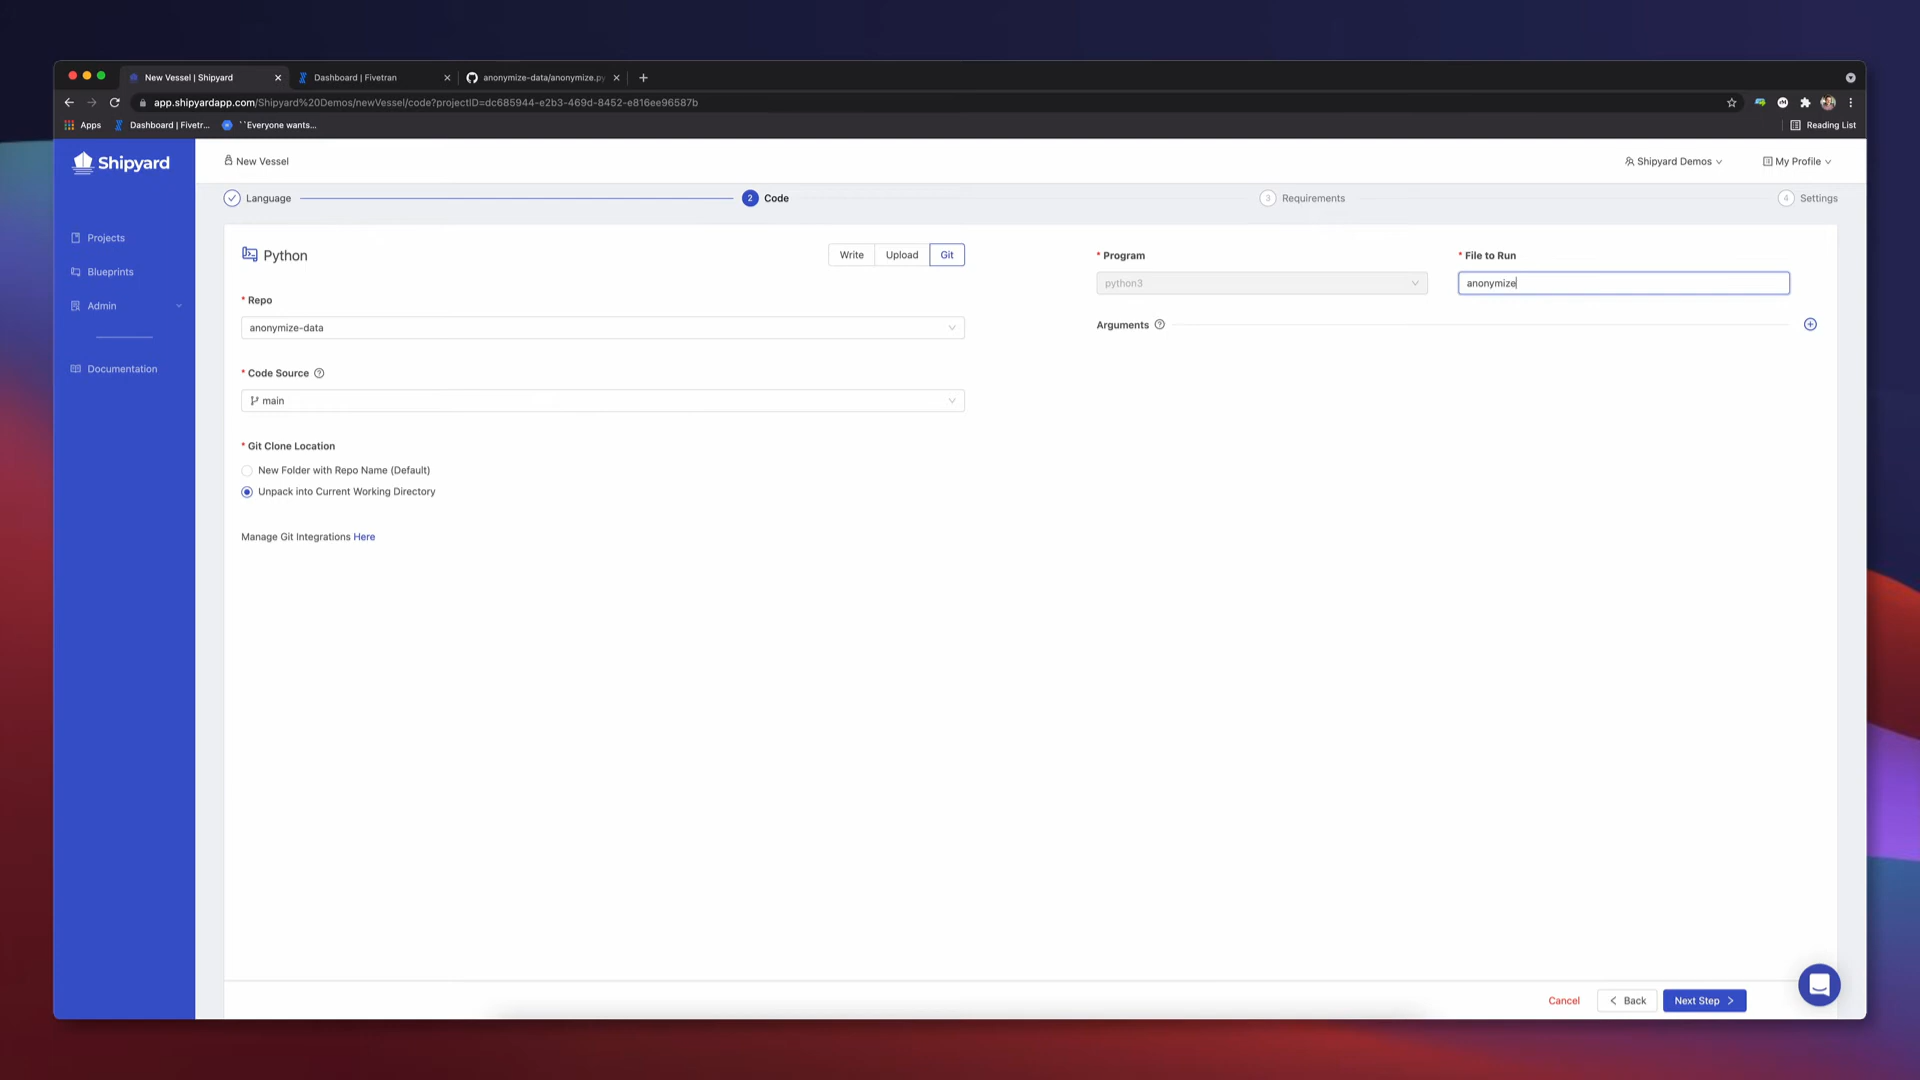 New Vessel | Shipyard
Dashboard | Fivetran
anonymize-data/anonymize.py
app.shipyardapp.com/Shipyard%20Demos/newVessel/code?projectID=dc685944-e2b3-469d-8452-e816ee96587b
Apps
Dashboard | Fivetr...
``Everyone wants...
Reading List
Shipyard
New Vessel
Shipyard Demos
My Profile
Language
2 Code
3 Requirements
4 Settings
Projects
Blueprints
Admin
Documentation
Python
Write
Upload
Git
* Program
* File to Run
python3
anonymize
* Repo
anonymize-data
Arguments
* Code Source
main
* Git Clone Location
New Folder with Repo Name (Default)
Unpack into Current Working Directory
Manage Git Integrations Here
Cancel
< Back
Next Step >